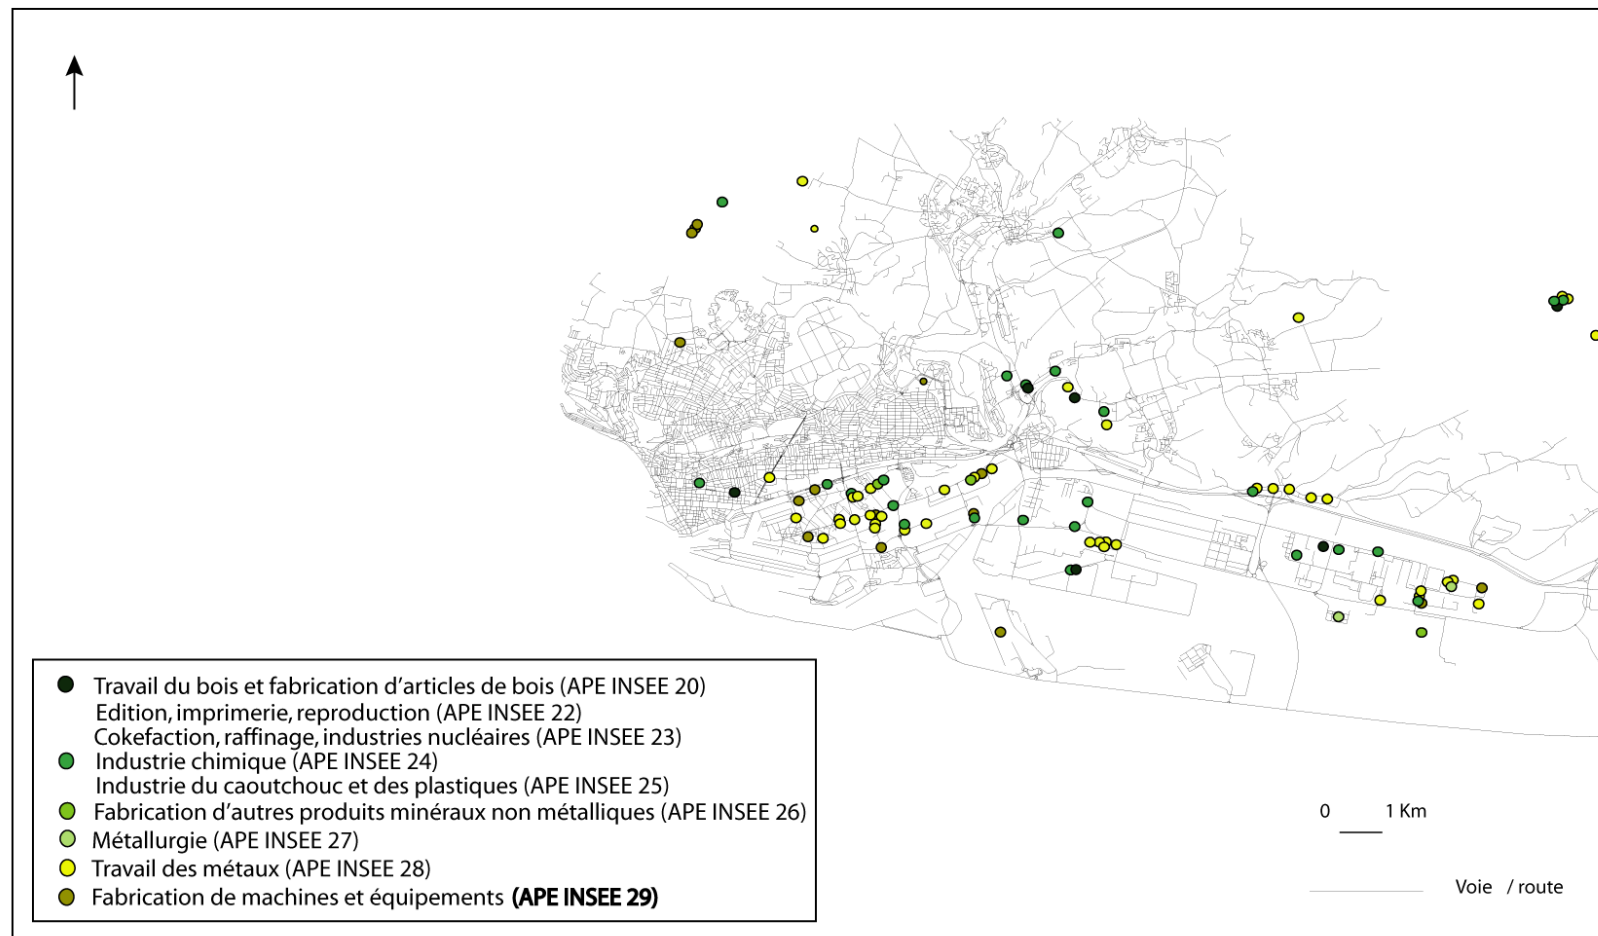 Travail du bois et fabrication d’articles de bois (APE INSEE 20)
Edition, imprimerie, reproduction (APE INSEE 22)
Cokefaction, raffinage, industries nucléaires (APE INSEE 23)
Industrie chimique (APE INSEE 24)
Industrie du caoutchouc et des plastiques (APE INSEE 25)
Fabrication d’autres produits minéraux non métalliques (APE INSEE 26)
Métallurgie (APE INSEE 27)
Travail des métaux (APE INSEE 28)
Fabrication de machines et équipements (APE INSEE 29)
0 1 Km
Voie / route